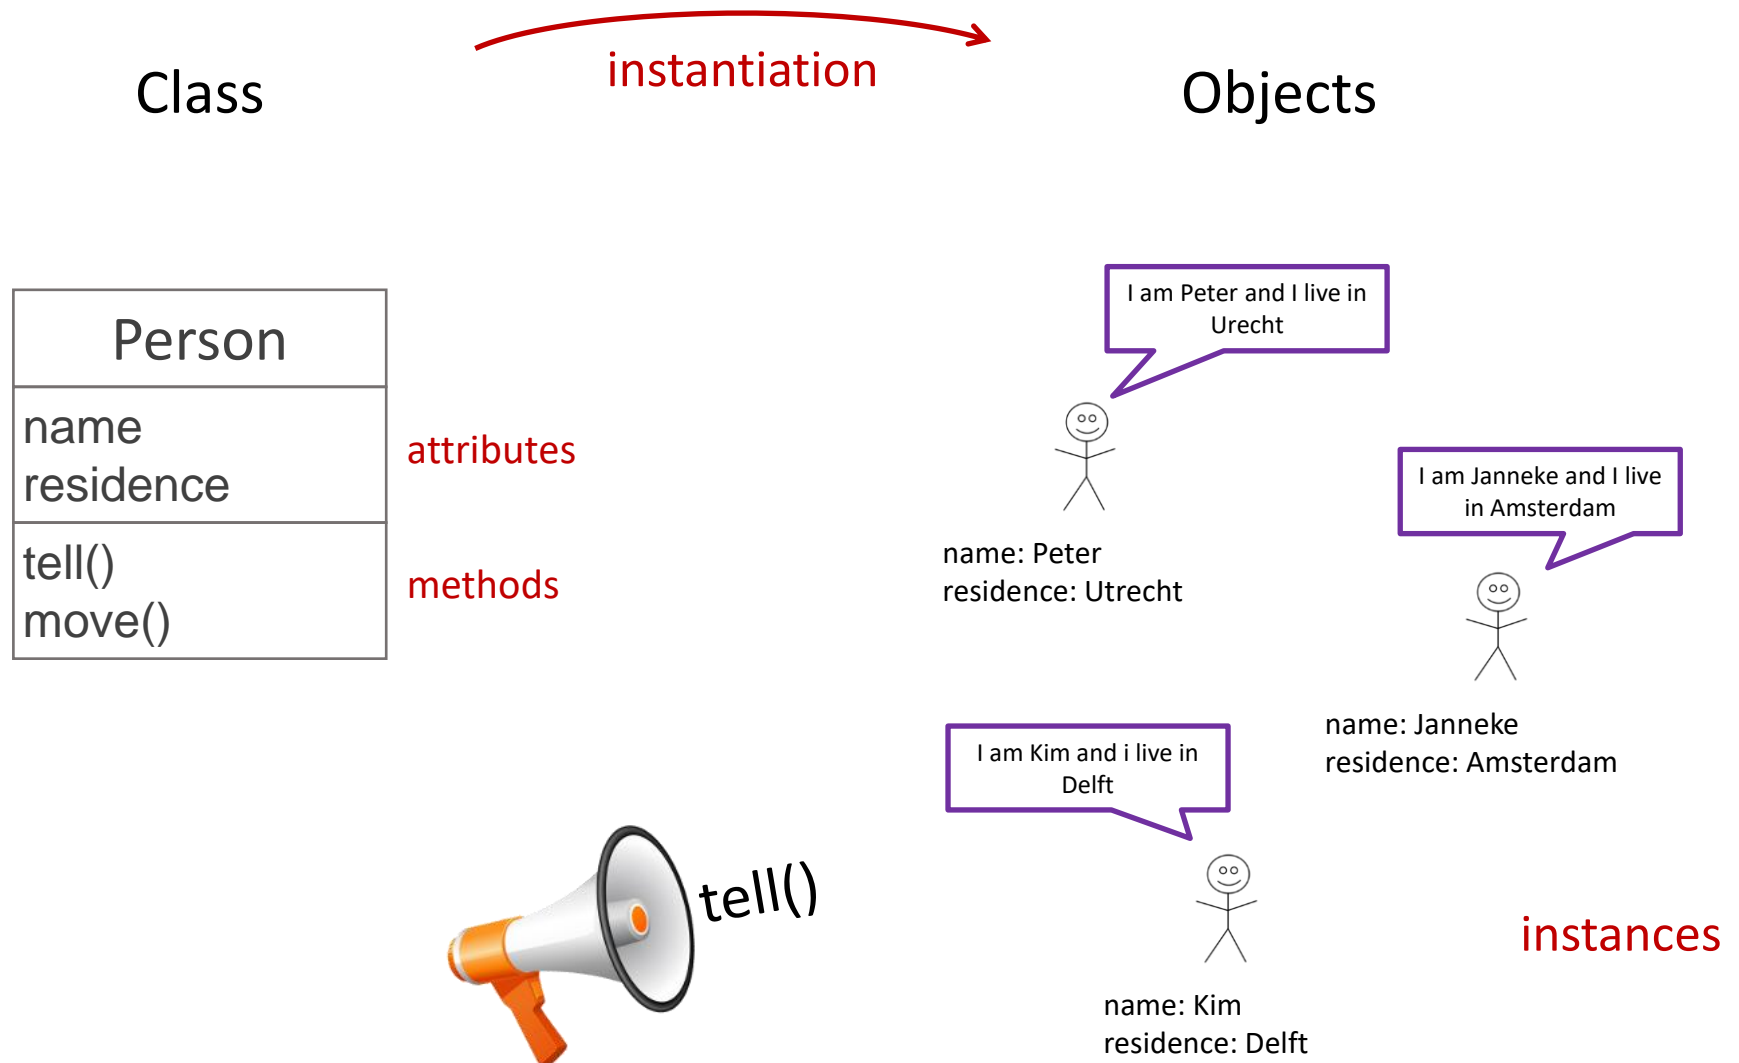 Class
instantiation
Objects
Person
name
residence
attributes
tell()
move()
methods
I am Peter and I live in
Urecht
name: Peter
residence: Utrecht
I am Janneke and I live
in Amsterdam
name: Janneke
residence: Amsterdam
I am Kim and i live in
Delft
tell()
name: Kim
residence: Delft
instances